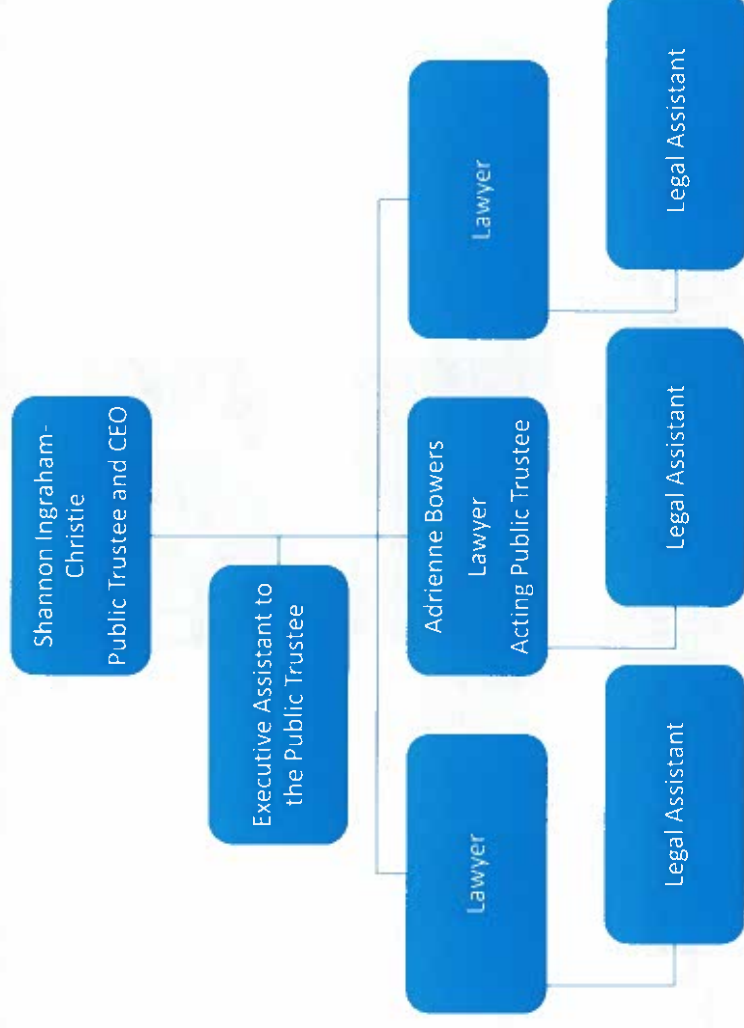 Shannon Ingraham-
Christie
Public Trustee and CEO
Executive Assistant to
the Public Trustee
Lawyer
Adrienne Bowers
Lawyer
Acting Public Trustee
Lawyer
Legal Assistant
Legal Assistant
Legal Assistant